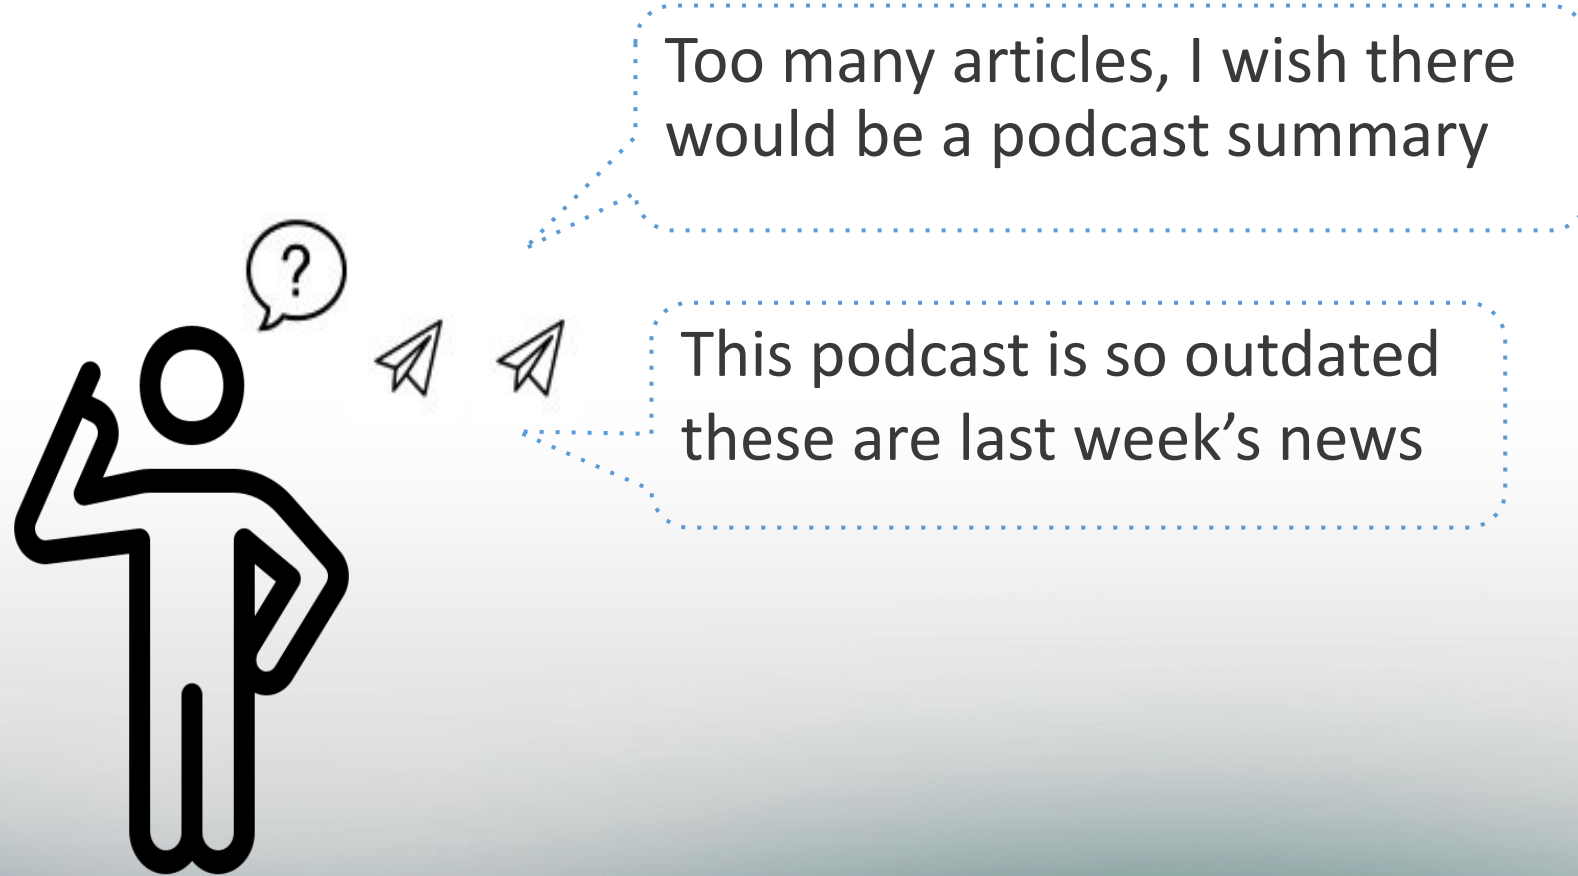 Too many articles, I wish there
would be a podcast summary
?
This podcast is so outdated
these are last week’s news